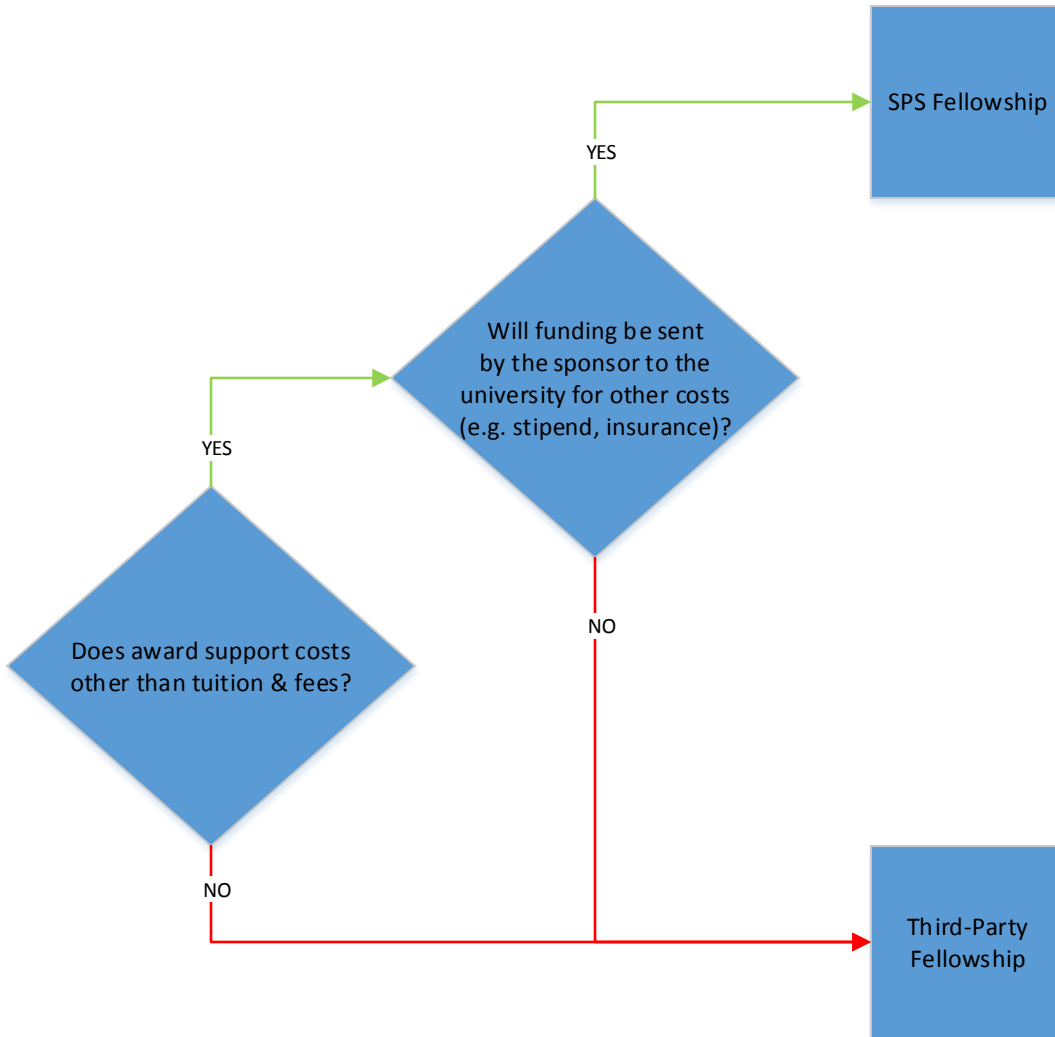 SPS Fellowship
YES
Will funding be sent
by the sponsor to the
university for other costs
(e.g. stipend, insurance)?
YES
NO
Does award support costs
other than tuition & fees?
NO
Third-Party
Fellowship